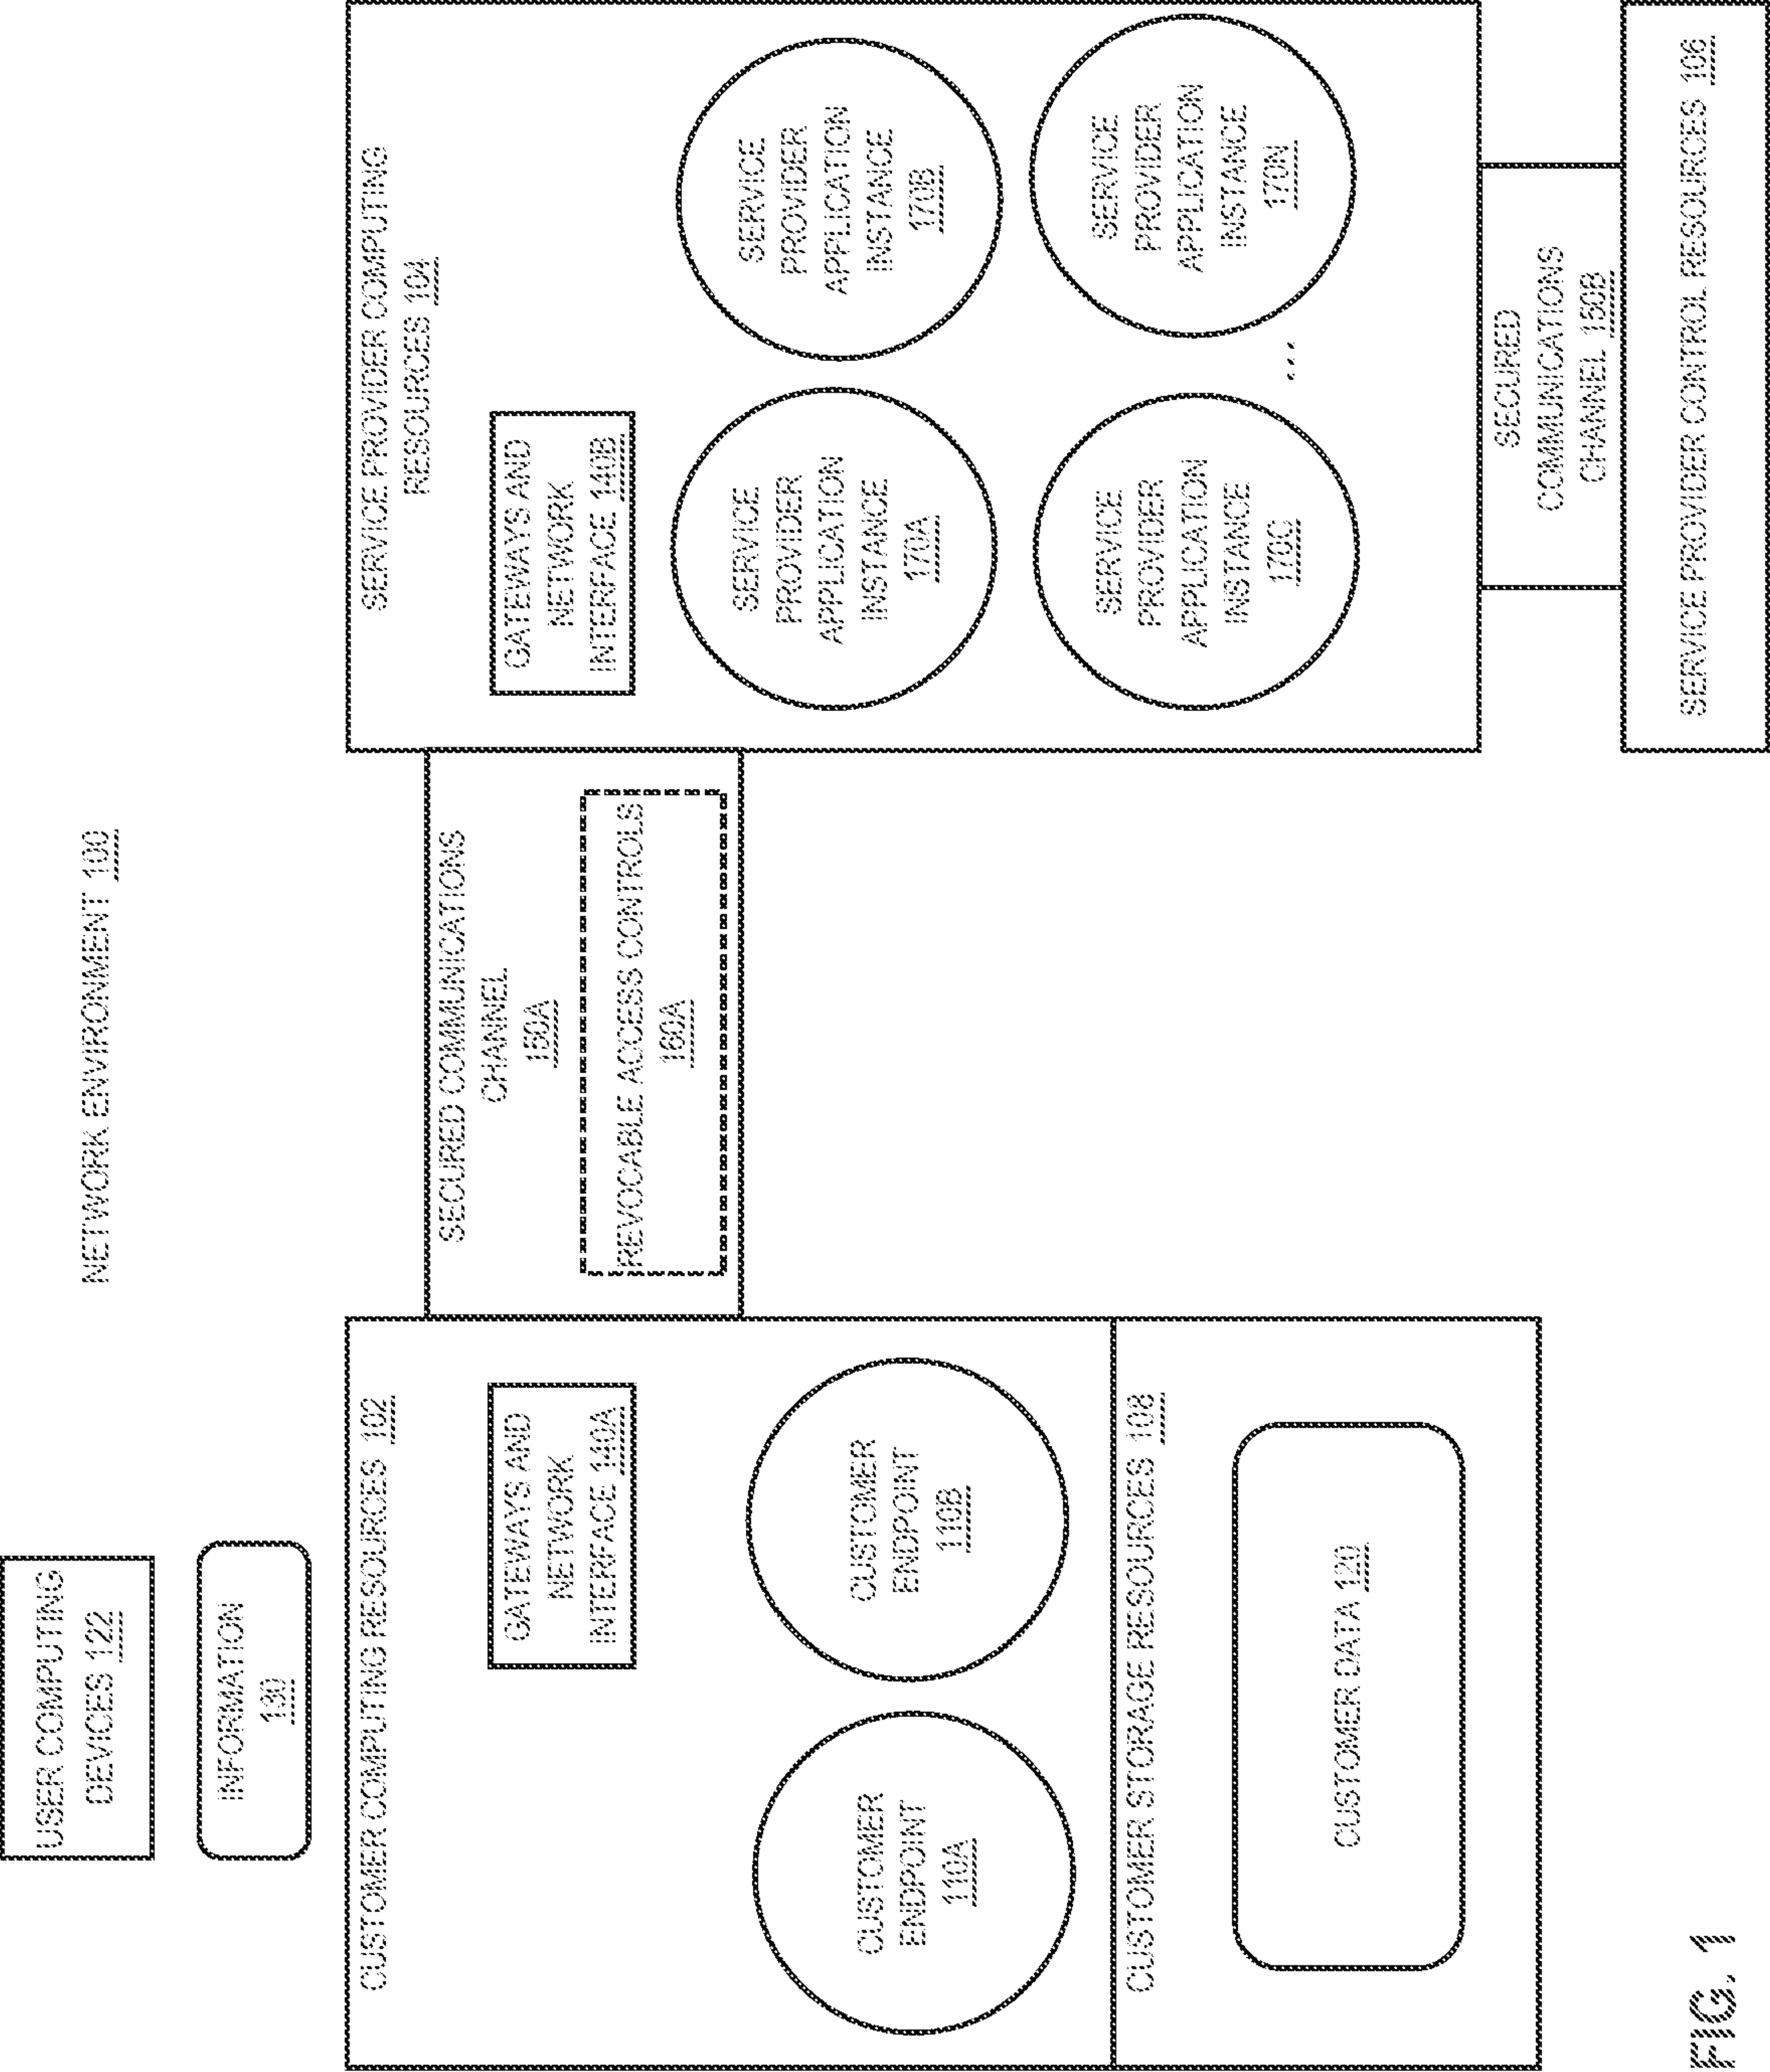 NETWORK ENVIRONMENT 100
USER COMPUTING
DEVICES 122
INFORMATION
130
CUSTOMER COMPUTING RESOURCES 102
GATEWAYS AND
NETWORK
INTERFACE 140A
CUSTOMER
ENDPOINT
110A
CUSTOMER
ENDPOINT
110B
CUSTOMER STORAGE RESOURCES 108
CUSTOMER DATA 120
SECURED COMMUNICATIONS
CHANNEL
150A
REVOCABLE ACCESS CONTROLS
160A
SERVICE PROVIDER COMPUTING
RESOURCES 104
GATEWAYS AND
NETWORK
INTERFACE 140B
SERVICE
PROVIDER
APPLICATION
INSTANCE
170A
SERVICE
PROVIDER
APPLICATION
INSTANCE
170B
SERVICE
PROVIDER
APPLICATION
INSTANCE
170C
...
SERVICE
PROVIDER
APPLICATION
INSTANCE
170N
SECURED
COMMUNICATIONS
CHANNEL 150B
SERVICE PROVIDER CONTROL RESOURCES 106
FIG. 1